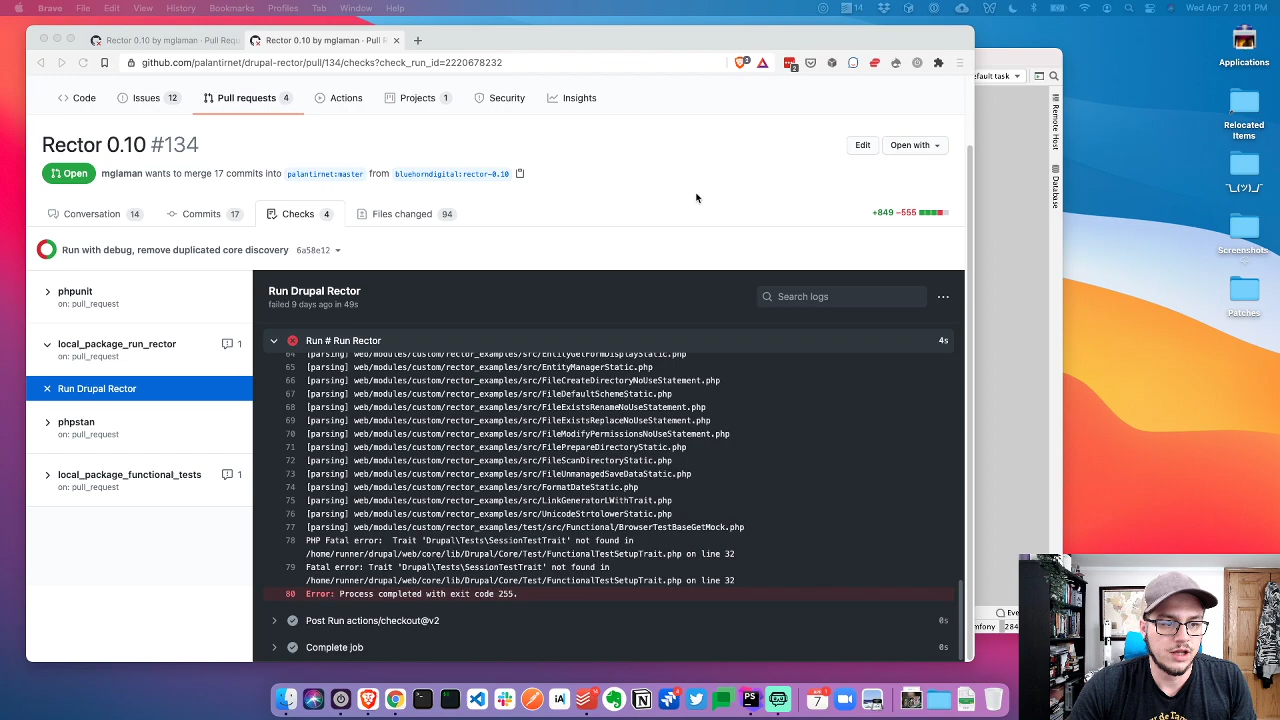 Brave File Edit View History Bookmarks Profiles Tab Window Help
14
Wed Apr 7 2:01 PM
Rector 0.10 by mglaman · Pull Requ
Rector 0.10 by mglaman · Pull R
github.com/palantirnet/drupal-rector/pull/134/checks?check_run_id=2220678232
3
2
efault task
Code Issues 12 Pull requests 4 Actions Projects 1 Security Insights
Rector 0.10 #134
Edit Open with
Open mglaman wants to merge 17 commits into palantirnet:master from bluehorndigital:rector-0.10
Conversation 14 Commits 17 Checks 4 Files changed 94
+849 −555
Run with debug, remove duplicated core discovery 6a58e12
phpunit
on: pull_request
local_package_run_rector 1
on: pull_request
Run Drupal Rector
phpstan
on: pull_request
local_package_functional_tests 1
on: pull_request
Run Drupal Rector
failed 9 days ago in 49s
Search logs
Run # Run Rector 4s
64 [parsing] web/modules/custom/rector_examples/src/EntityGetFormDisplayStatic.php
65 [parsing] web/modules/custom/rector_examples/src/EntityManagerStatic.php
66 [parsing] web/modules/custom/rector_examples/src/FileCreateDirectoryNoUseStatement.php
67 [parsing] web/modules/custom/rector_examples/src/FileDefaultSchemeStatic.php
68 [parsing] web/modules/custom/rector_examples/src/FileExistsRenameNoUseStatement.php
69 [parsing] web/modules/custom/rector_examples/src/FileExistsReplaceNoUseStatement.php
70 [parsing] web/modules/custom/rector_examples/src/FileModifyPermissionsNoUseStatement.php
71 [parsing] web/modules/custom/rector_examples/src/FilePrepareDirectoryStatic.php
72 [parsing] web/modules/custom/rector_examples/src/FileScanDirectoryStatic.php
73 [parsing] web/modules/custom/rector_examples/src/FileUnmanagedSaveDataStatic.php
74 [parsing] web/modules/custom/rector_examples/src/FormatDateStatic.php
75 [parsing] web/modules/custom/rector_examples/src/LinkGeneratorLWithTrait.php
76 [parsing] web/modules/custom/rector_examples/src/UnicodeStrtolowerStatic.php
77 [parsing] web/modules/custom/rector_examples/test/src/Functional/BrowserTestBaseGetMock.php
78 PHP Fatal error: Trait 'Drupal\Tests\SessionTestTrait' not found in
/home/runner/drupal/web/core/lib/Drupal/Core/Test/FunctionalTestSetupTrait.php on line 32
79 Fatal error: Trait 'Drupal\Tests\SessionTestTrait' not found in
/home/runner/drupal/web/core/lib/Drupal/Core/Test/FunctionalTestSetupTrait.php on line 32
80 Error: Process completed with exit code 255.
Post Run actions/checkout@v2 0s
Complete job 0s
Remote Host
Database
Eve
mfony 284
Applications
Relocated
Items
¯\_(ツ)_/¯
Screenshots
Patches